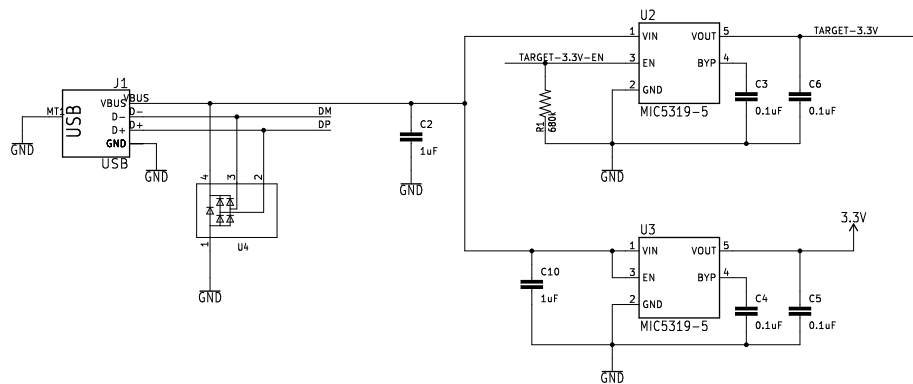 J1
MT1
USB
VBUS
VBUS
D-
D-
D+
D+
GND
USB
GND
GND
DM
DP
4
3
2
1
U4
GND
C2
1uF
GND
U2
1
VIN
VOUT
5
TARGET-3.3V
TARGET-3.3V-EN
3
EN
BYP
4
2
GND
MIC5319-5
R1
680k
C3
0.1uF
C6
0.1uF
GND
U3
1
VIN
VOUT
5
3.3V
3
EN
BYP
4
2
GND
MIC5319-5
C10
1uF
C4
0.1uF
C5
0.1uF
GND